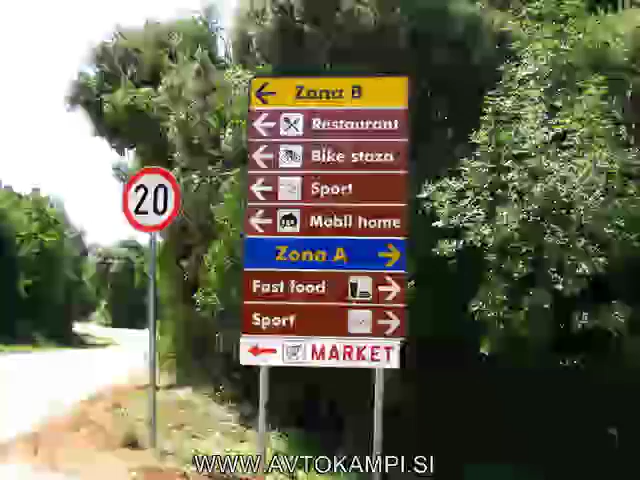 Zona B
Restaurant
Bike staza
Sport
Mobil home
20
Zona A
Fast food
Sport
MARKET
WWW.AVTOKAMPI.SI